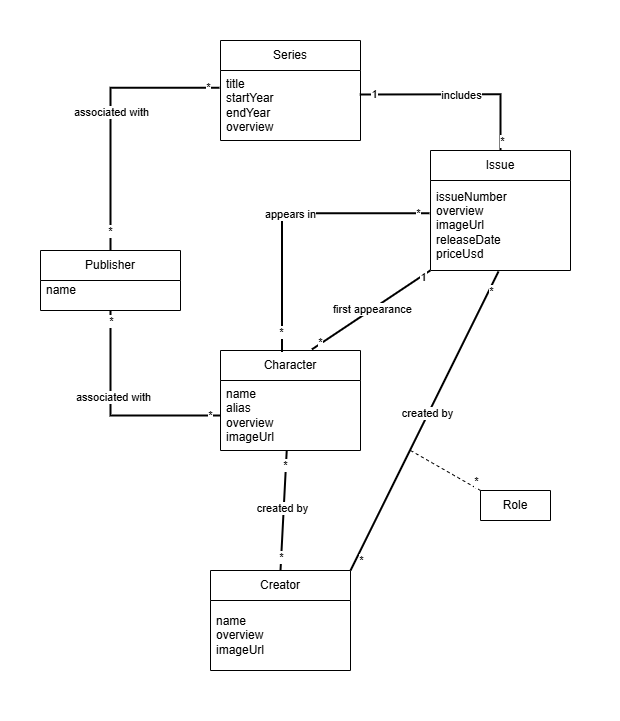 Series
title
startYear
endYear
overview
*
1
includes
associated with
*
Issue
issueNumber
overview
imageUrl
releaseDate
priceUsd
appears in
*
*
Publisher
name
1
*
first appearance
*
*
*
Character
name
alias
overview
imageUrl
associated with
*
created by
*
*
created by
*
Role
*
*
Creator
name
overview
imageUrl